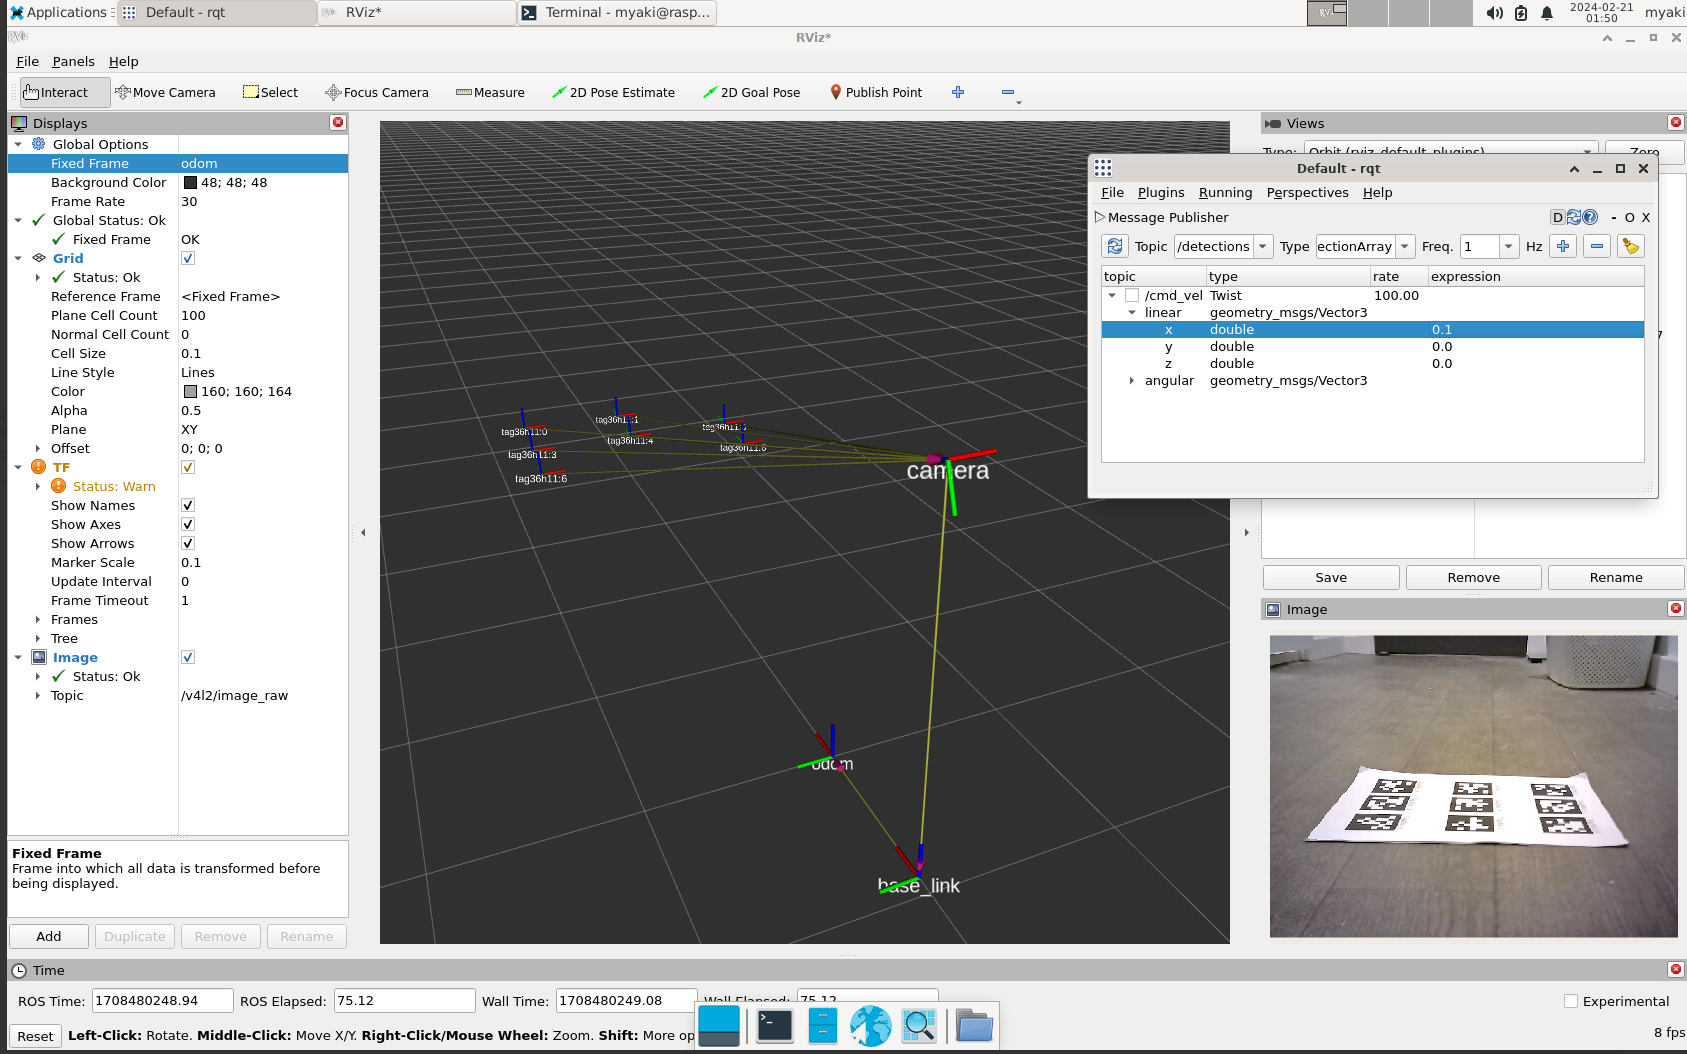 Applications
Default - rqt
RViz*
Terminal - myaki@rasp...
2024-02-21
01:50
myaki
RViz*
File Panels Help
Interact
Move Camera
Select
Focus Camera
Measure
2D Pose Estimate
2D Goal Pose
Publish Point
Displays
Global Options
Fixed Frame odom
Background Color 48; 48; 48
Frame Rate 30
Global Status: Ok
Fixed Frame OK
Grid
Status: Ok
Reference Frame <Fixed Frame>
Plane Cell Count 100
Normal Cell Count 0
Cell Size 0.1
Line Style Lines
Color 160; 160; 164
Alpha 0.5
Plane XY
Offset 0; 0; 0
TF
Status: Warn
Show Names
Show Axes
Show Arrows
Marker Scale 0.1
Update Interval 0
Frame Timeout 1
Frames
Tree
Image
Status: Ok
Topic /v4l2/image_raw
Fixed Frame
Frame into which all data is transformed before
being displayed.
Add Duplicate Remove Rename
tag36h11:0
tag36h11:1
tag36h11:4
tag36h11:3
tag36h11:6
camera
odom
base_link
Views
Type: Orbit (rviz_default_plugins) Zero
Default - rqt
File Plugins Running Perspectives Help
Message Publisher
D
- O X
Topic /detections Type ectionArray Freq. 1 Hz
topic type rate expression
/cmd_vel Twist 100.00
linear geometry_msgs/Vector3
x double 0.1
y double 0.0
z double 0.0
angular geometry_msgs/Vector3
Save Remove Rename
Image
Time
ROS Time: 1708480248.94 ROS Elapsed: 75.12 Wall Time: 1708480249.08 Wall Elapsed: 75.12
Experimental
Reset Left-Click: Rotate. Middle-Click: Move X/Y. Right-Click/Mouse Wheel: Zoom. Shift: More op
8 fps